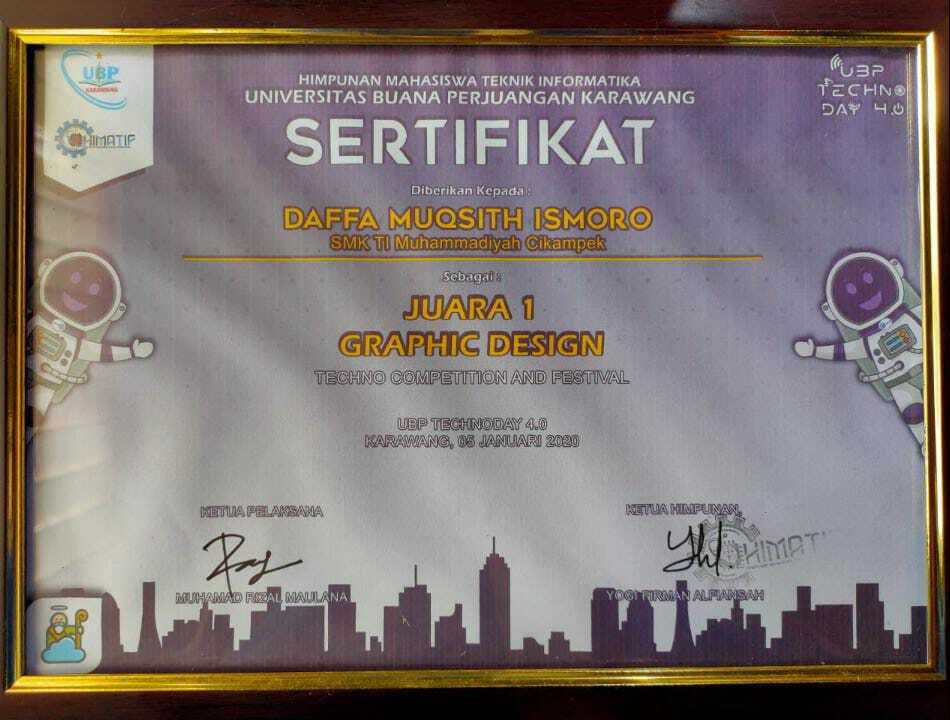 UBP
KARAWANG
HIMATIF
HIMPUNAN MAHASISWA TEKNIK INFORMATIKA
UNIVERSITAS BUANA PERJUANGAN KARAWANG
UBP
TECHNO
DAY 4.0
SERTIFIKAT
Diberikan Kepada :
DAFFA MUQSITH ISMORO
SMK TI Muhammadiyah Cikampek
Sebagai :
JUARA 1
GRAPHIC DESIGN
TECHNO COMPETITION AND FESTIVAL
UBP TECHNODAY 4.0
KARAWANG, 05 JANUARI 2020
KETUA PELAKSANA
KETUA HIMPUNAN,
HIMATI
MUHAMAD RIZAL MAULANA
YOGI FIRMAN ALFIANSAH